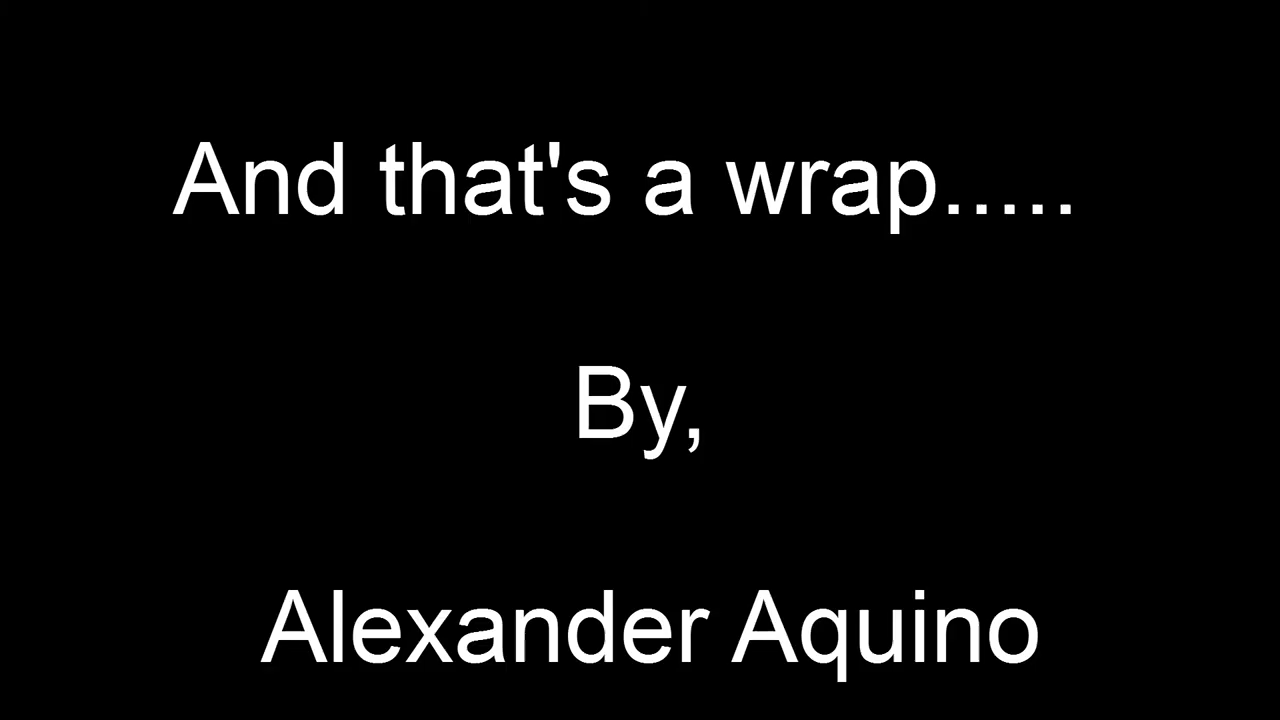 And that's a wrap.....
By,
Alexander Aquino